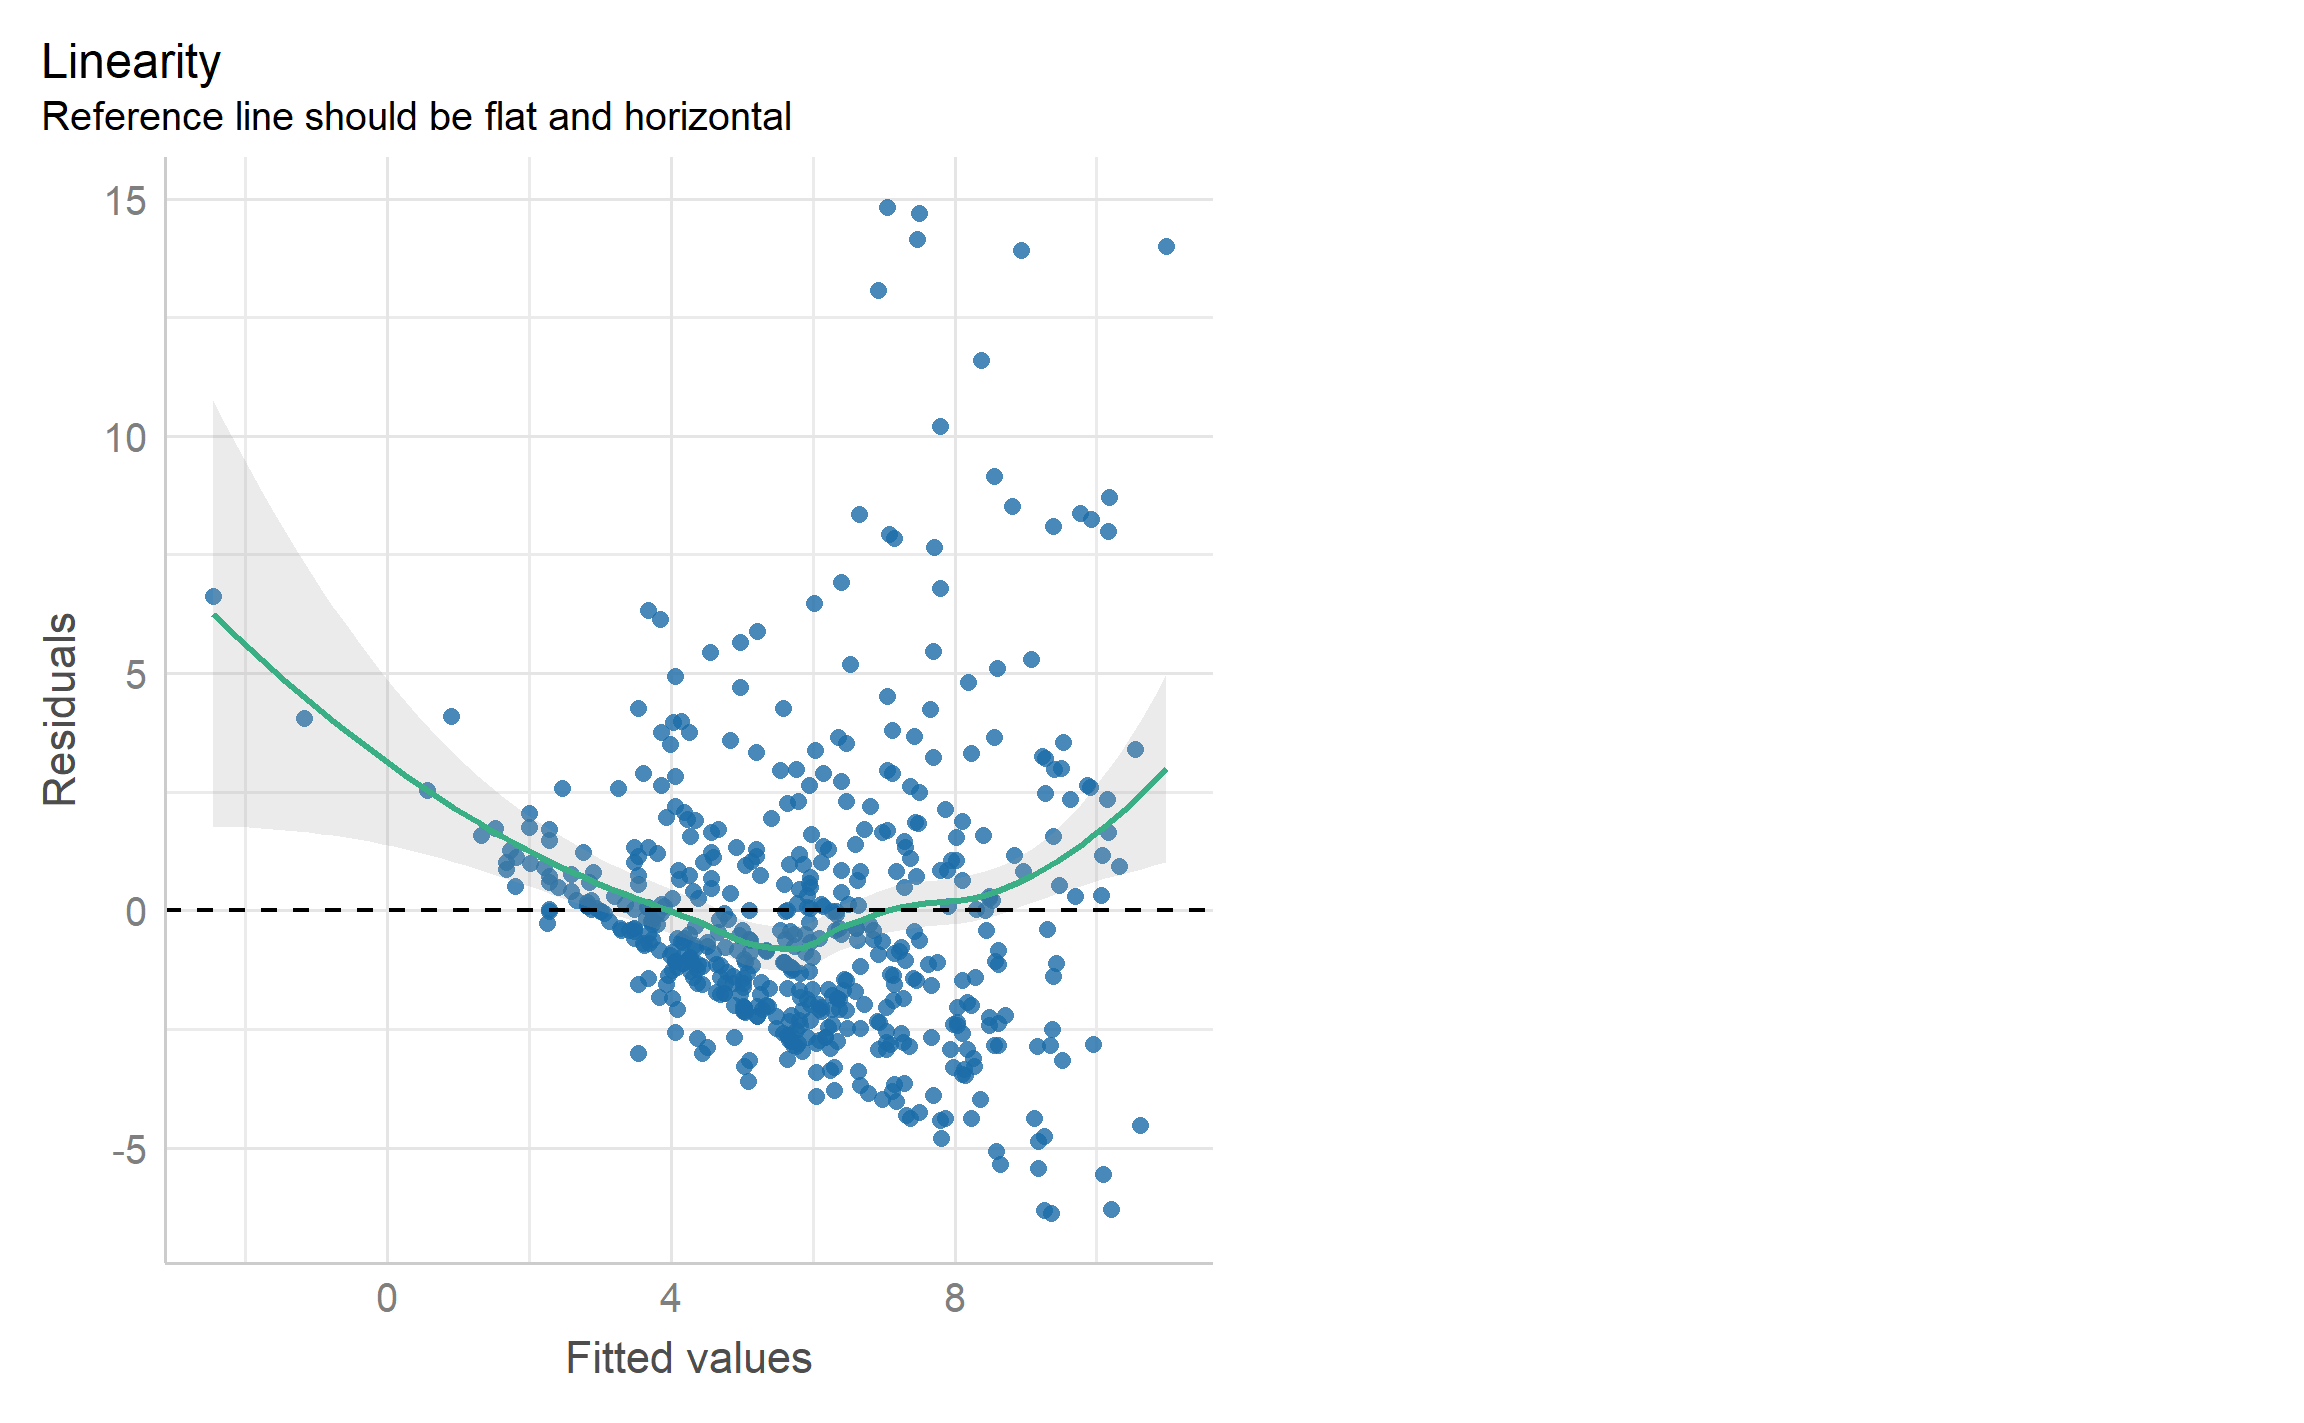 Linearity
Reference line should be flat and horizontal
15
10
5
0
-5
Residuals
0 4 8
Fitted values